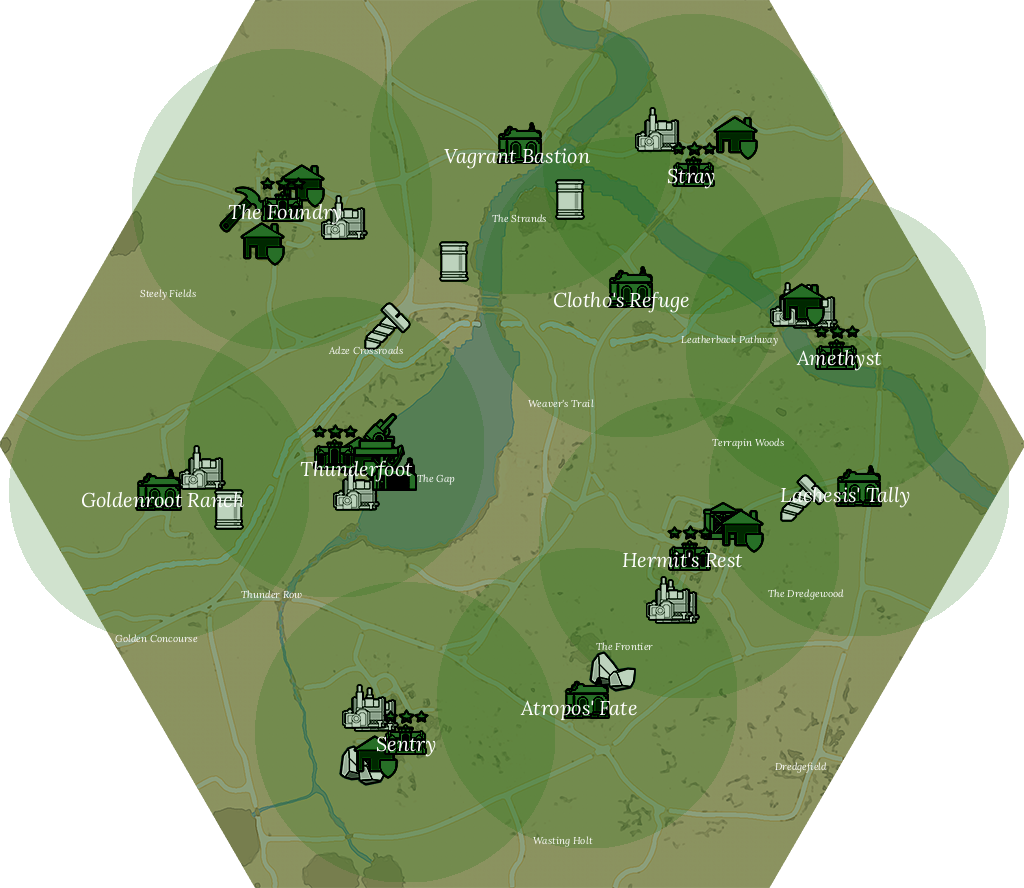 Vagrant Bastion
Stray
The Foundry
The Strands
Steely Fields
Clotho's Refuge
Leatherback Pathway
Adze Crossroads
Amethyst
Weaver's Trail
Terrapin Woods
Thunderfoot
The Gap
Goldenroot Ranch
Lachesis' Tally
Hermit's Rest
Thunder Row
The Dredgewood
Golden Concourse
The Frontier
Atropos' Fate
Sentry
Dredgefield
Wasting Holt